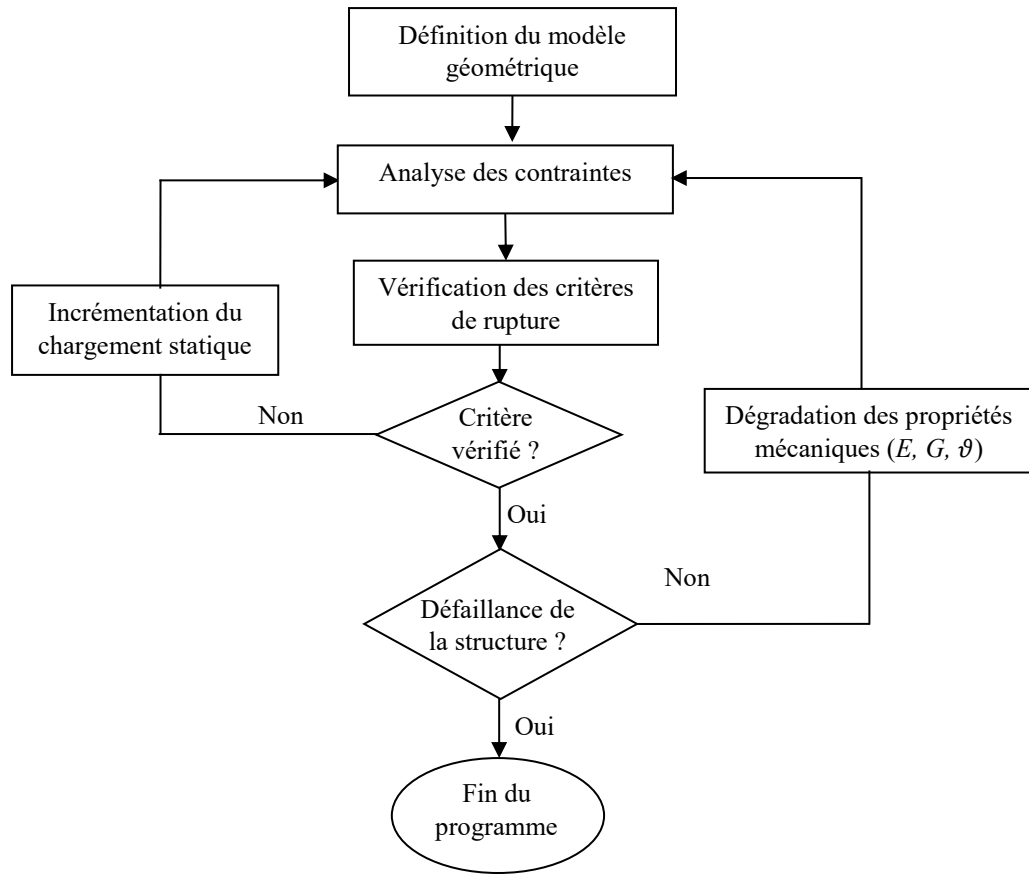 Définition du modèle
géométrique
Analyse des contraintes
Vérification des critères
de rupture
Incrémentation du
chargement statique
Non
Critère
vérifié ?
Dégradation des propriétés
mécaniques (E, G, ϑ)
Oui
Défaillance de
la structure ?
Non
Oui
Fin du
programme